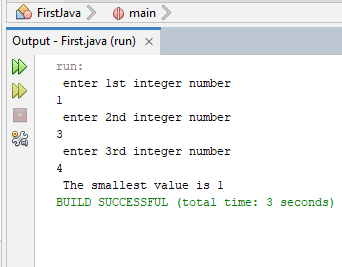 FirstJava > main >
Output - First.java (run) ×
run:
enter 1st integer number
1
enter 2nd integer number
3
enter 3rd integer number
4
The smallest value is 1
BUILD SUCCESSFUL (total time: 3 seconds)